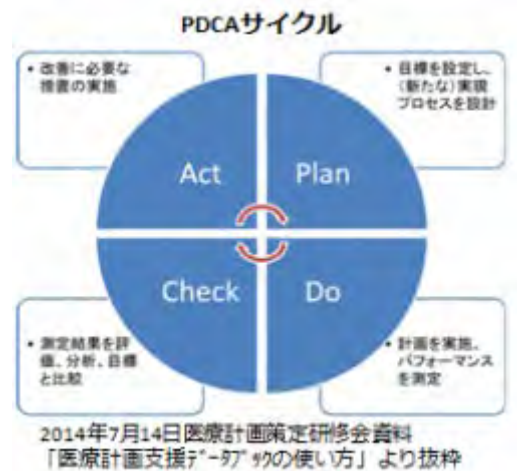 PDCAサイクル
• 改善に必要な
措置の実施
• 目標を設定し、
(新たな)実現
プロセスを設計
Act
Plan
Check
Do
• 測定結果を評
価、分析、目標
と比較
• 計画を実施、
パフォーマンス
を測定
2014年7月14日医療計画策定研修会資料
「医療計画支援ﾃﾞｰﾀﾌﾞｯｸの使い方」より抜粋